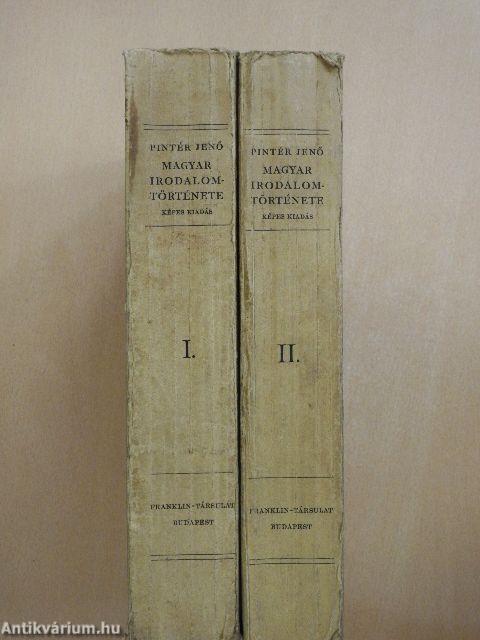 PINTÉR JENŐ
MAGYAR
IRODALOM-
TÖRTÉNETE
KÉPES KIADÁS
I.
FRANKLIN-TÁRSULAT
BUDAPEST
PINTÉR JENŐ
MAGYAR
IRODALOM-
TÖRTÉNETE
KÉPES KIADÁS
II.
FRANKLIN-TÁRSULAT
BUDAPEST
Antikvárium.hu